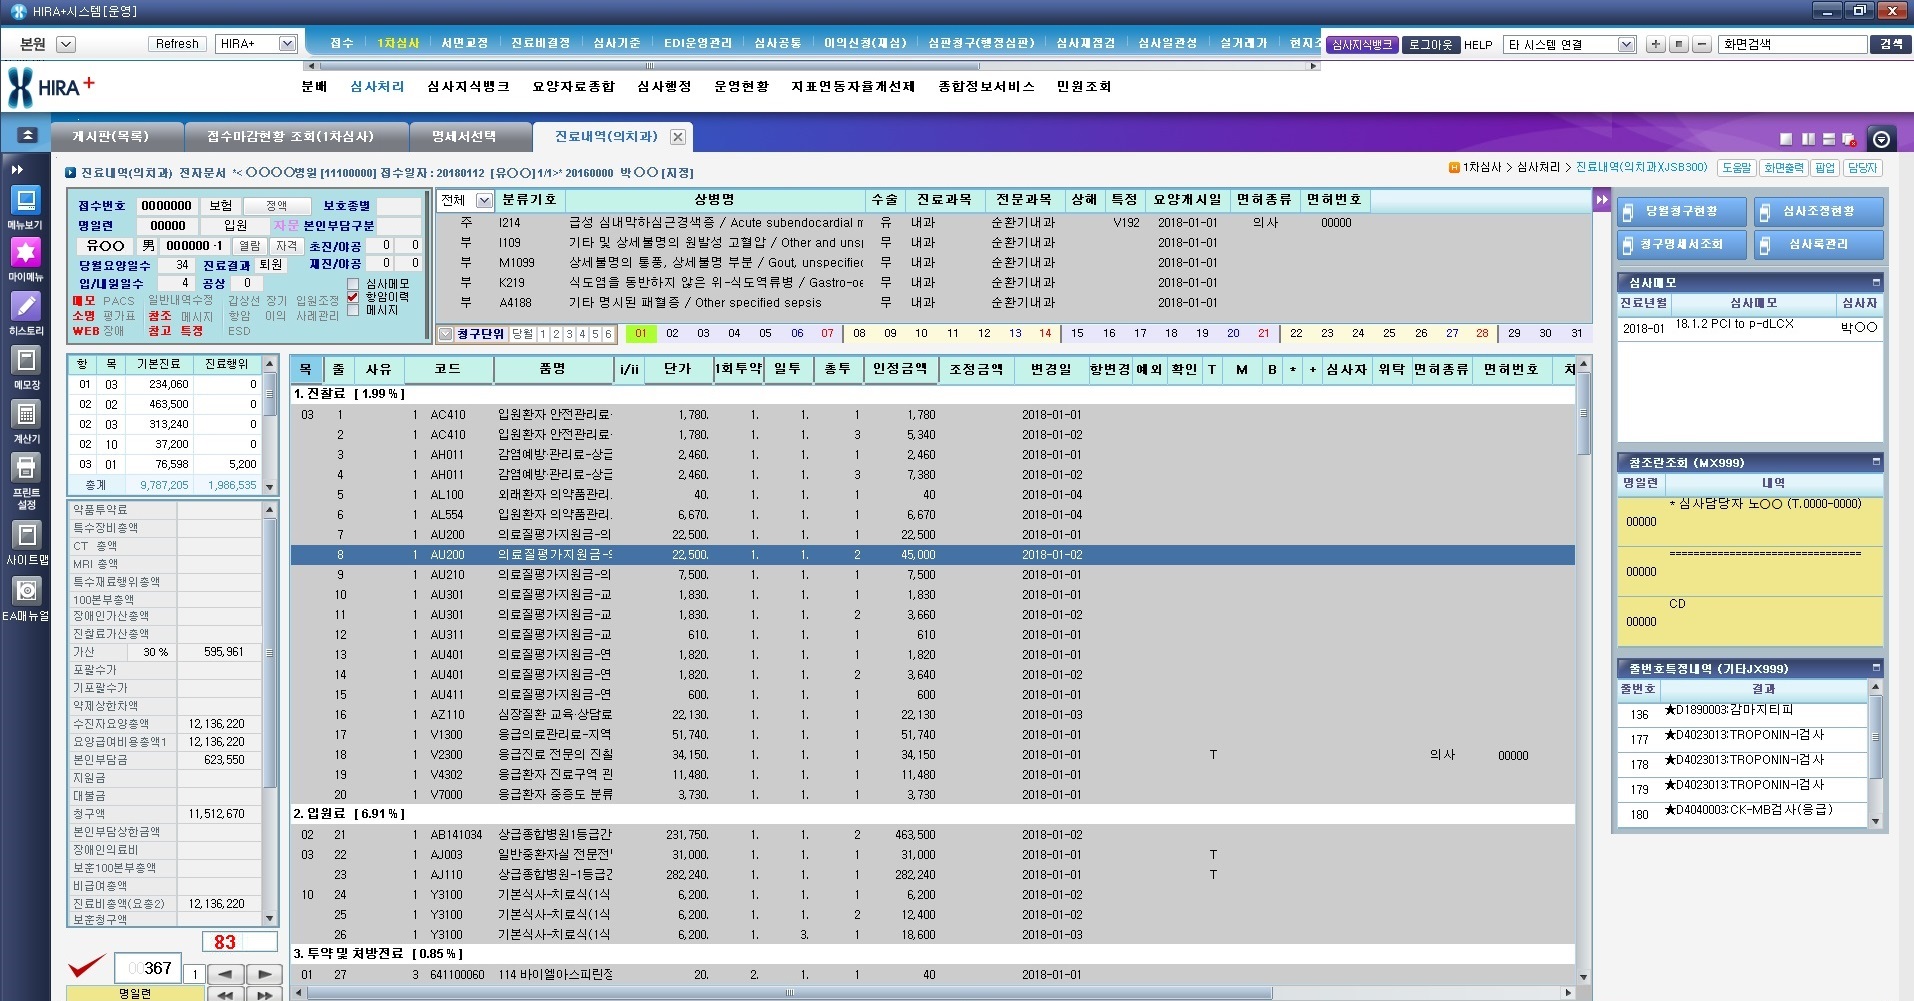 HIRA+시스템[운영]
본원 Refresh HIRA+ 접수 1차심사 서면교정 진료비결정 심사기준 EDI운영관리 심사공통 이의신청(재심) 심판청구(행정심판) 심사재점검 심사일관성 실거래가 현지조 심사지식뱅크 로그아웃 HELP 타 시스템 연결 화면검색 검색
HIRA+ 분배 심사처리 심사지식뱅크 요양자료종합 심사행정 운영현황 지표연동자율개선제 종합정보서비스 민원조회
게시판(목록) 접수마감현황 조회(1차심사) 명세서선택 진료내역(의치과)
진료내역(의치과) 전자문서 *< ○○○○병원 [11100000] 접수일자 : 20180112 [유○○] 1/1>* 20160000 박○○ [지정]
1차심사 > 심사처리 > 진료내역(의치과)(JSB300) 도움말 화면출력 팝업 담당자
메뉴보기
마이메뉴
히스토리
메모장
계산기
프린트
설정
사이트맵
EA매뉴얼
접수번호 0000000 보험 정액 보호종별
명일련 00000 입원 자문 본인부담구분
유○○ 男 000000 -1 열람 자격 초진/야공 0 0
당월요양일수 34 진료결과 퇴원 재진/야공 0 0
입/내원일수 4 공상 0 심사메모
메모 PACS 일반내역수정 갑상선 장기 입원조정 항암이력
소명 평가표 참조 메시지 항암 이의 사례관리 메시지
WEB 장애 참고 특정 ESD
전체 분류기호 상병명 수술 진료과목 전문과목 상해 특정 요양개시일 면허종류 면허번호
주 I214 급성 심내막하심근경색증 / Acute subendocardial m 유 내과 순환기내과 V192 2018-01-01 의사 00000
부 I109 기타 및 상세불명의 원발성 고혈압 / Other and unsp 무 내과 순환기내과 2018-01-01
부 M1099 상세불명의 통풍, 상세불명 부분 / Gout, unspecified 무 내과 순환기내과 2018-01-01
부 K219 식도염을 동반하지 않은 위-식도역류병 / Gastro-oe 무 내과 순환기내과 2018-01-01
부 A4188 기타 명시된 패혈증 / Other specified sepsis 무 내과 순환기내과 2018-01-01
청구단위 당월 1 2 3 4 5 6 01 02 03 04 05 06 07 08 09 10 11 12 13 14 15 16 17 18 19 20 21 22 23 24 25 26 27 28 29 30 31
항 목 기본진료 진료행위
01 03 234,060 0
02 02 463,500 0
02 03 313,240 0
02 10 37,200 0
03 01 76,598 5,200
총계 9,787,205 1,986,535
약품투약료
특수장비총액
CT 총액
MRI 총액
특수재료행위총액
100본부총액
장애인가산총액
진찰료가산총액
가산 30 % 595,961
포괄수가
기포괄수가
약제상한차액
수진자요양총액 12,136,220
요양급여비용총액1 12,136,220
본인부담금 623,550
지원금
대불금
청구액 11,512,670
본인부담상한금액
장애인의료비
보훈100본부총액
비급여총액
진료비총액(요총2) 12,136,220
보훈청구액
83
00367 1
명일련
목 줄 사유 코드 품명 i/ii 단가 1회투약 일투 총투 인정금액 조정금액 변경일 항변경 예외 확인 T M B * + 심사자 위탁 면허종류 면허번호 차
1. 진찰료 [ 1.99 % ]
03 1 1 AC410 입원환자 안전관리료- 1,780. 1. 1. 1 1,780 2018-01-01
2 1 AC410 입원환자 안전관리료- 1,780. 1. 1. 3 5,340 2018-01-02
3 1 AH011 감염예방·관리료-상급 2,460. 1. 1. 1 2,460 2018-01-01
4 1 AH011 감염예방·관리료-상급 2,460. 1. 1. 3 7,380 2018-01-02
5 1 AL100 외래환자 의약품관리. 40. 1. 1. 1 40 2018-01-04
6 1 AL554 입원환자 의약품관리. 6,670. 1. 1. 1 6,670 2018-01-04
7 1 AU200 의료질평가지원금-의 22,500. 1. 1. 1 22,500 2018-01-01
8 1 AU200 의료질평가지원금-의 22,500. 1. 1. 2 45,000 2018-01-02
9 1 AU210 의료질평가지원금-의 7,500. 1. 1. 1 7,500 2018-01-01
10 1 AU301 의료질평가지원금-교 1,830. 1. 1. 1 1,830 2018-01-01
11 1 AU301 의료질평가지원금-교 1,830. 1. 1. 2 3,660 2018-01-02
12 1 AU311 의료질평가지원금-교 610. 1. 1. 1 610 2018-01-01
13 1 AU401 의료질평가지원금-연 1,820. 1. 1. 1 1,820 2018-01-01
14 1 AU401 의료질평가지원금-연 1,820. 1. 1. 2 3,640 2018-01-02
15 1 AU411 의료질평가지원금-연 600. 1. 1. 1 600 2018-01-01
16 1 AZ110 심장질환 교육·상담료 22,130. 1. 1. 1 22,130 2018-01-03
17 1 V1300 응급의료관리료-지역 51,740. 1. 1. 1 51,740 2018-01-01
18 1 V2300 응급진료 전문의 진찰 34,150. 1. 1. 1 34,150 2018-01-01 T 의사 00000
19 1 V4302 응급환자 진료구역 관 11,480. 1. 1. 1 11,480 2018-01-01
20 1 V7000 응급환자 중증도 분류 3,730. 1. 1. 1 3,730 2018-01-01
2. 입원료 [ 6.91 % ]
02 21 1 AB141034 상급종합병원1등급간 231,750. 1. 1. 2 463,500 2018-01-02
03 22 1 AJ003 일반중환자실 전문전 31,000. 1. 1. 1 31,000 2018-01-01 T
23 1 AJ110 상급종합병원-1등급간 282,240. 1. 1. 1 282,240 2018-01-01 T
10 24 1 Y3100 기본식사-치료식(1식 6,200. 1. 1. 1 6,200 2018-01-02
25 1 Y3100 기본식사-치료식(1식 6,200. 1. 1. 2 12,400 2018-01-02
26 1 Y3100 기본식사-치료식(1식 6,200. 1. 3. 1 18,600 2018-01-03
3. 투약 및 처방전료 [ 0.85 % ]
01 27 3 641100060 114 바이엘아스피린정 20. 2. 1. 1 40 2018-01-01
당월청구현황 심사조정현황
청구명세서조회 심사록관리
심사메모
진료년월 심사메모 심사자
2018-01 18.1.2 PCI to p-dLCX 박○○
참조란조회 (MX999)
명일련 내역
00000 * 심사담당자 노○○ (T.0000-0000)
00000 ================================
00000 CD
줄번호특정내역 (기타JX999)
줄번호 결과
136 ★D1890003:감마지티피
177 ★D4023013:TROPONIN-I검사
178 ★D4023013:TROPONIN-I검사
179 ★D4023013:TROPONIN-I검사
180 ★D4040003:CK-MB검사(응급)